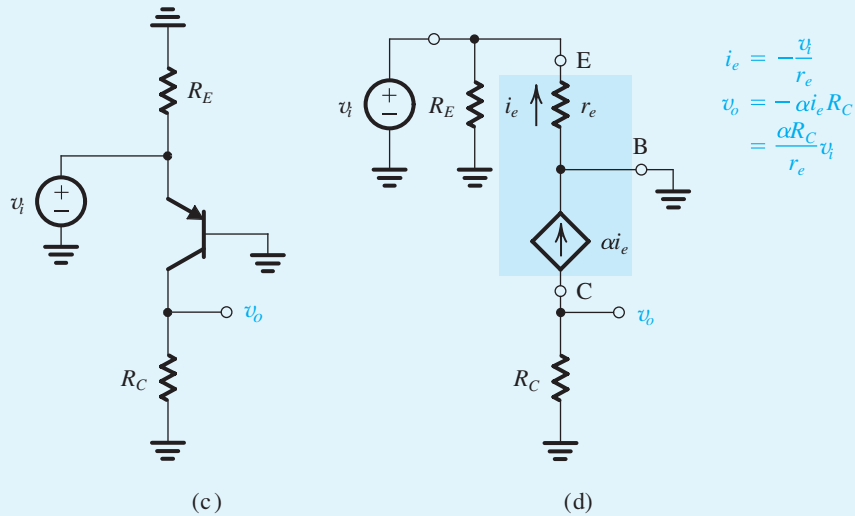 R_E
v_i
+
−
v_o
R_C
(c)
v_i
+
−
R_E
i_e
r_e
E
B
αi_e
C
v_o
R_C
(d)
i_e = − v_i / r_e
v_o = − αi_e R_C
= αR_C / r_e v_i